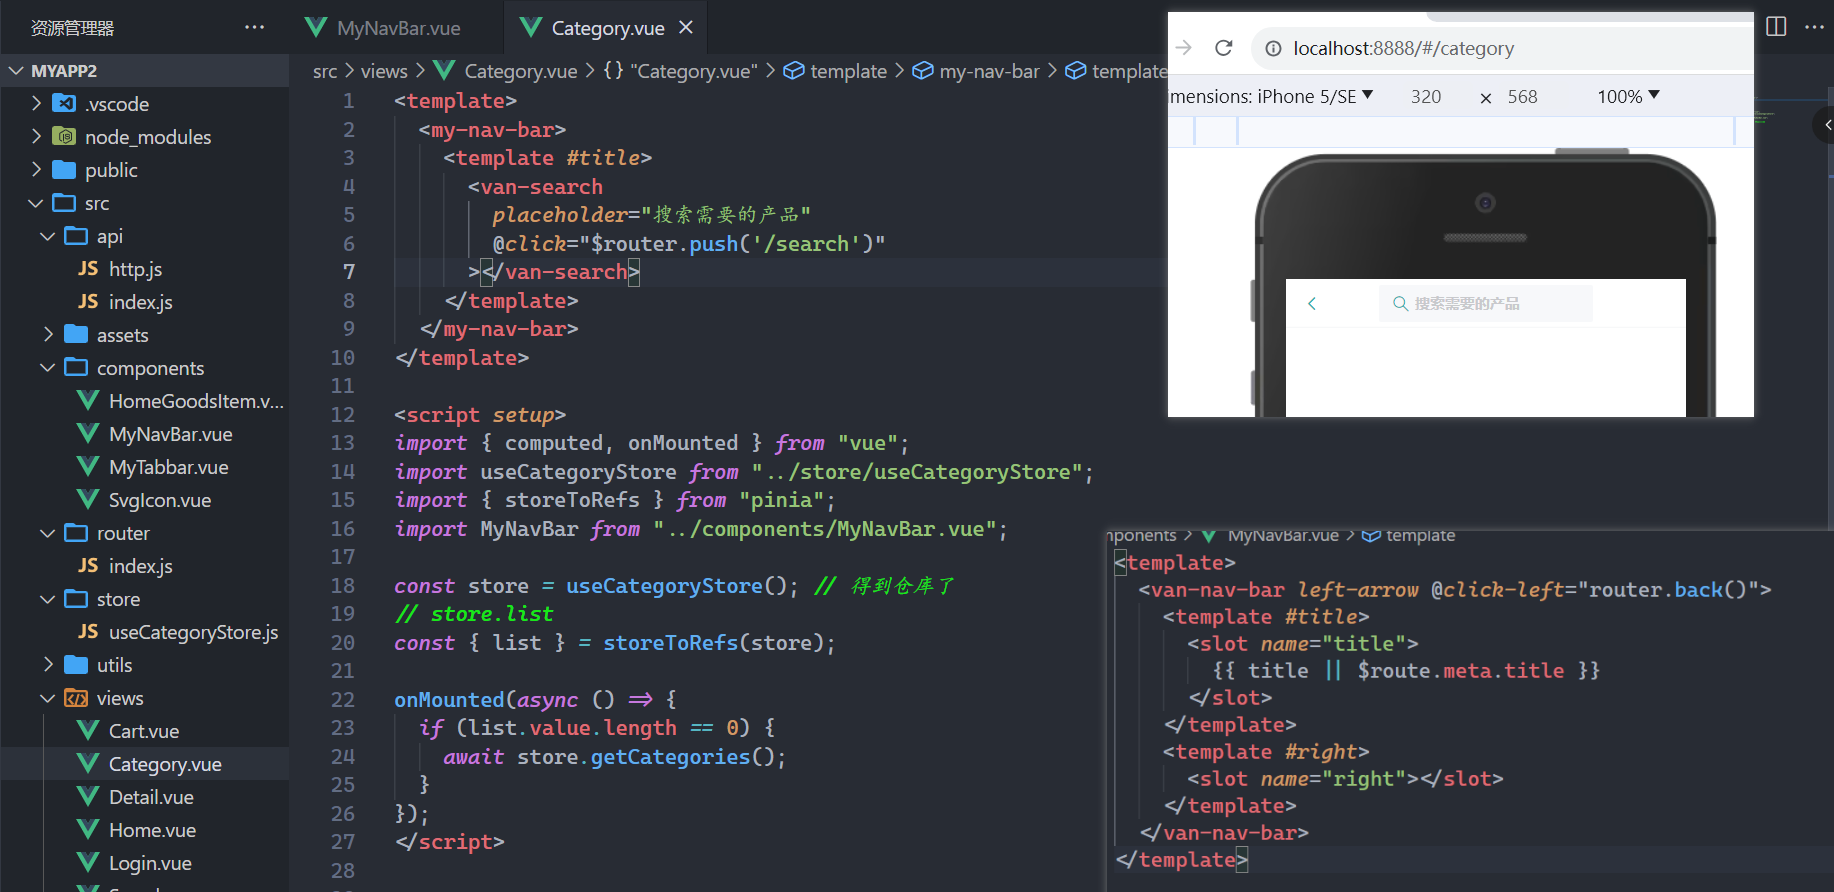 资源管理器
MYAPP2
.vscode
node_modules
public
src
api
JS http.js
JS index.js
assets
components
HomeGoodsItem.v...
MyNavBar.vue
MyTabbar.vue
SvgIcon.vue
router
JS index.js
store
JS useCategoryStore.js
utils
views
Cart.vue
Category.vue
Detail.vue
Home.vue
Login.vue
MyNavBar.vue
Category.vue
src > views > Category.vue > {} "Category.vue" > template > my-nav-bar > template
1 <template>
2 <my-nav-bar>
3 <template #title>
4 <van-search
5 placeholder="搜索需要的产品"
6 @click="$router.push('/search')"
7 ></van-search>
8 </template>
9 </my-nav-bar>
10 </template>
11
12 <script setup>
13 import { computed, onMounted } from "vue";
14 import useCategoryStore from "../store/useCategoryStore";
15 import { storeToRefs } from "pinia";
16 import MyNavBar from "../components/MyNavBar.vue";
17
18 const store = useCategoryStore(); // 得到仓库了
19 // store.list
20 const { list } = storeToRefs(store);
21
22 onMounted(async () => {
23 if (list.value.length == 0) {
24 await store.getCategories();
25 }
26 });
27 </script>
28
localhost:8888/#/category
mensions: iPhone 5/SE ▼ 320 × 568 100% ▼
搜索需要的产品
mponents > MyNavBar.vue > template
<template>
<van-nav-bar left-arrow @click-left="router.back()">
<template #title>
<slot name="title">
{{ title || $route.meta.title }}
</slot>
</template>
<template #right>
<slot name="right"></slot>
</template>
</van-nav-bar>
</template>